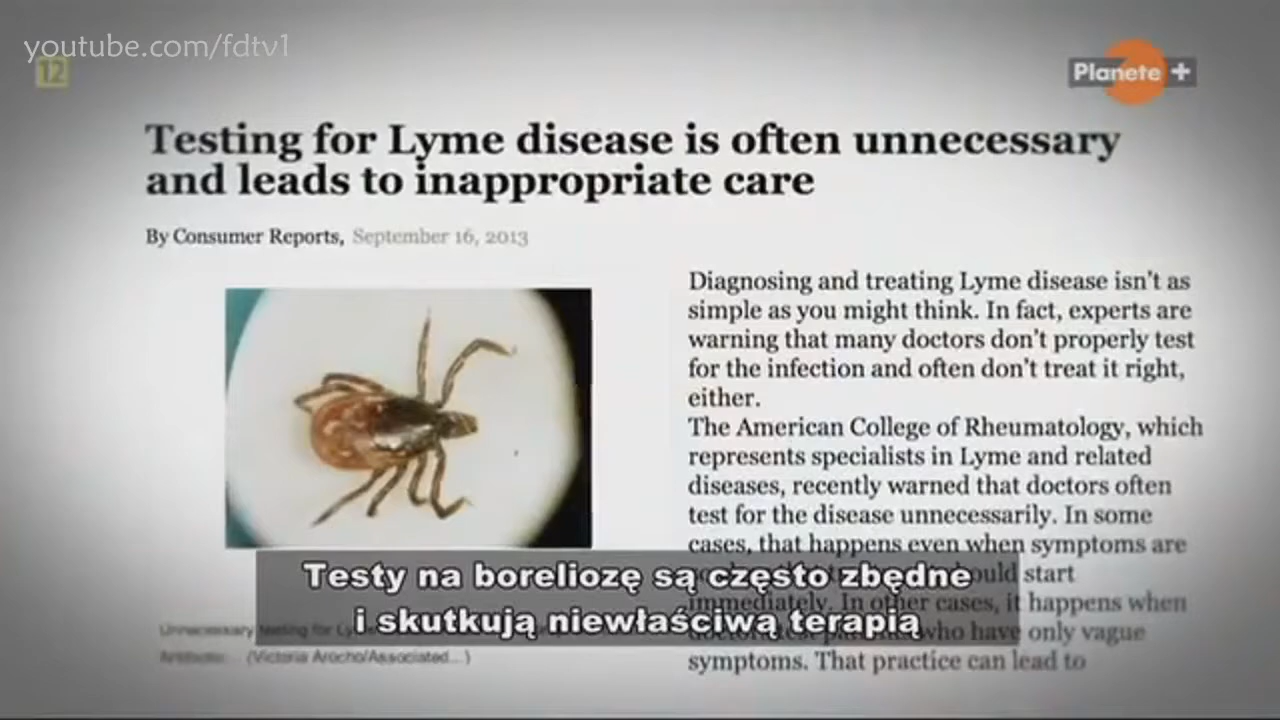 youtube.com/fdtv1
12
Planete +
Testing for Lyme disease is often unnecessary
and leads to inappropriate care
By Consumer Reports, September 16, 2013
Diagnosing and treating Lyme disease isn't as
simple as you might think. In fact, experts are
warning that many doctors don't properly test
for the infection and often don't treat it right,
either.
The American College of Rheumatology, which
represents specialists in Lyme and related
diseases, recently warned that doctors often
test for the disease unnecessarily. In some
cases, that happens even when symptoms are
start
immediately. In other cases, it happens when
who have only vague
symptoms. That practice can lead to
Testy na boreliozę są często zbędne
i skutkują niewłaściwą terapią
Unnecessary testing for
(Victoria Arocho/Associated...)